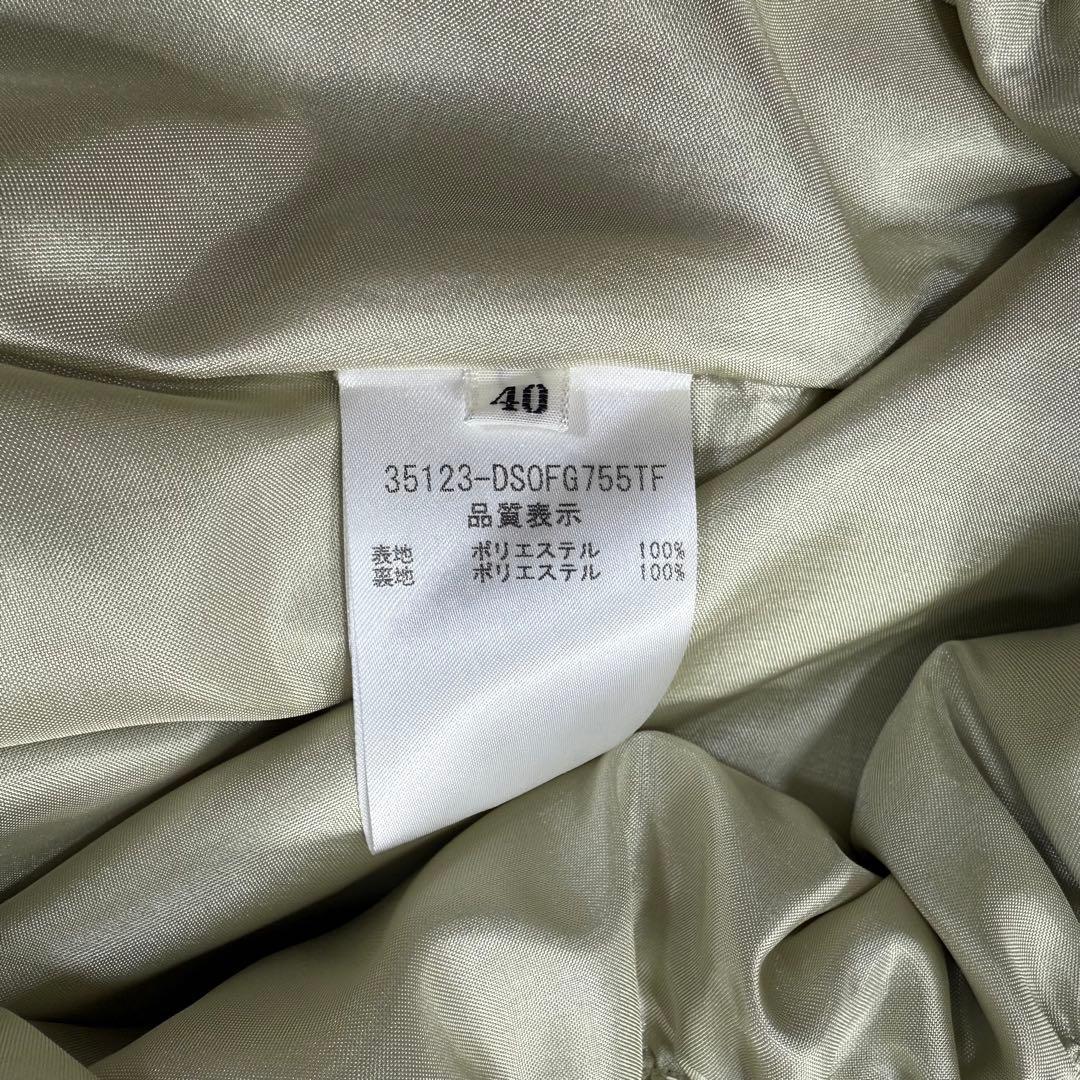 40
35123-DSOFG755TF
品質表示
表地 ポリエステル 100%
裏地 ポリエステル 100%